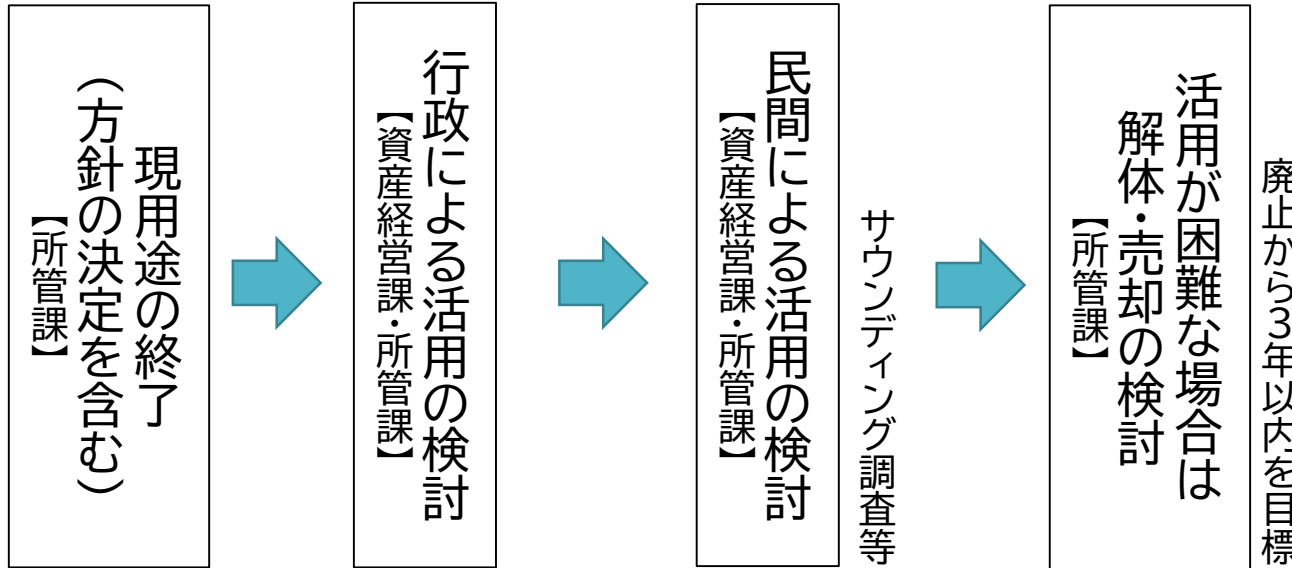 現用途の終了
（方針の決定を含む）
【所管課】
行政による活用の検討
【資産経営課・所管課】
民間による活用の検討
【資産経営課・所管課】
サウンディング調査等
活用が困難な場合は
解体・売却の検討
【所管課】
廃止から３年以内を目標